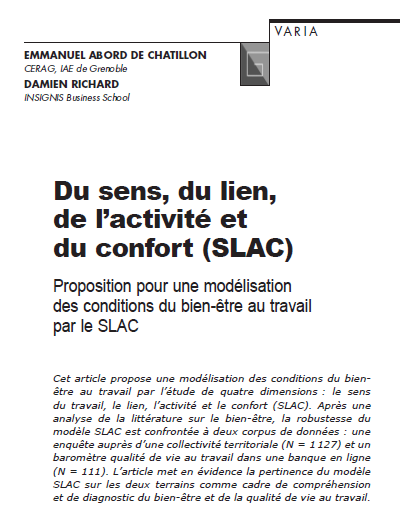 VARIA
EMMANUEL ABORD DE CHATILLON
CERAG, IAE de Grenoble
DAMIEN RICHARD
INSIGNIS Business School
Du sens, du lien,
de l’activité et
du confort (SLAC)
Proposition pour une modélisation
des conditions du bien-être au travail
par le SLAC
Cet article propose une modélisation des conditions du bien-
être au travail par l’étude de quatre dimensions : le sens
du travail, le lien, l’activité et le confort (SLAC). Après une
analyse de la littérature sur le bien-être, la robustesse du
modèle SLAC est confrontée à deux corpus de données : une
enquête auprès d’une collectivité territoriale (N = 1127) et un
baromètre qualité de vie au travail dans une banque en ligne
(N = 111). L’article met en évidence la pertinence du modèle
SLAC sur les deux terrains comme cadre de compréhension
et de diagnostic du bien-être et de la qualité de vie au travail.